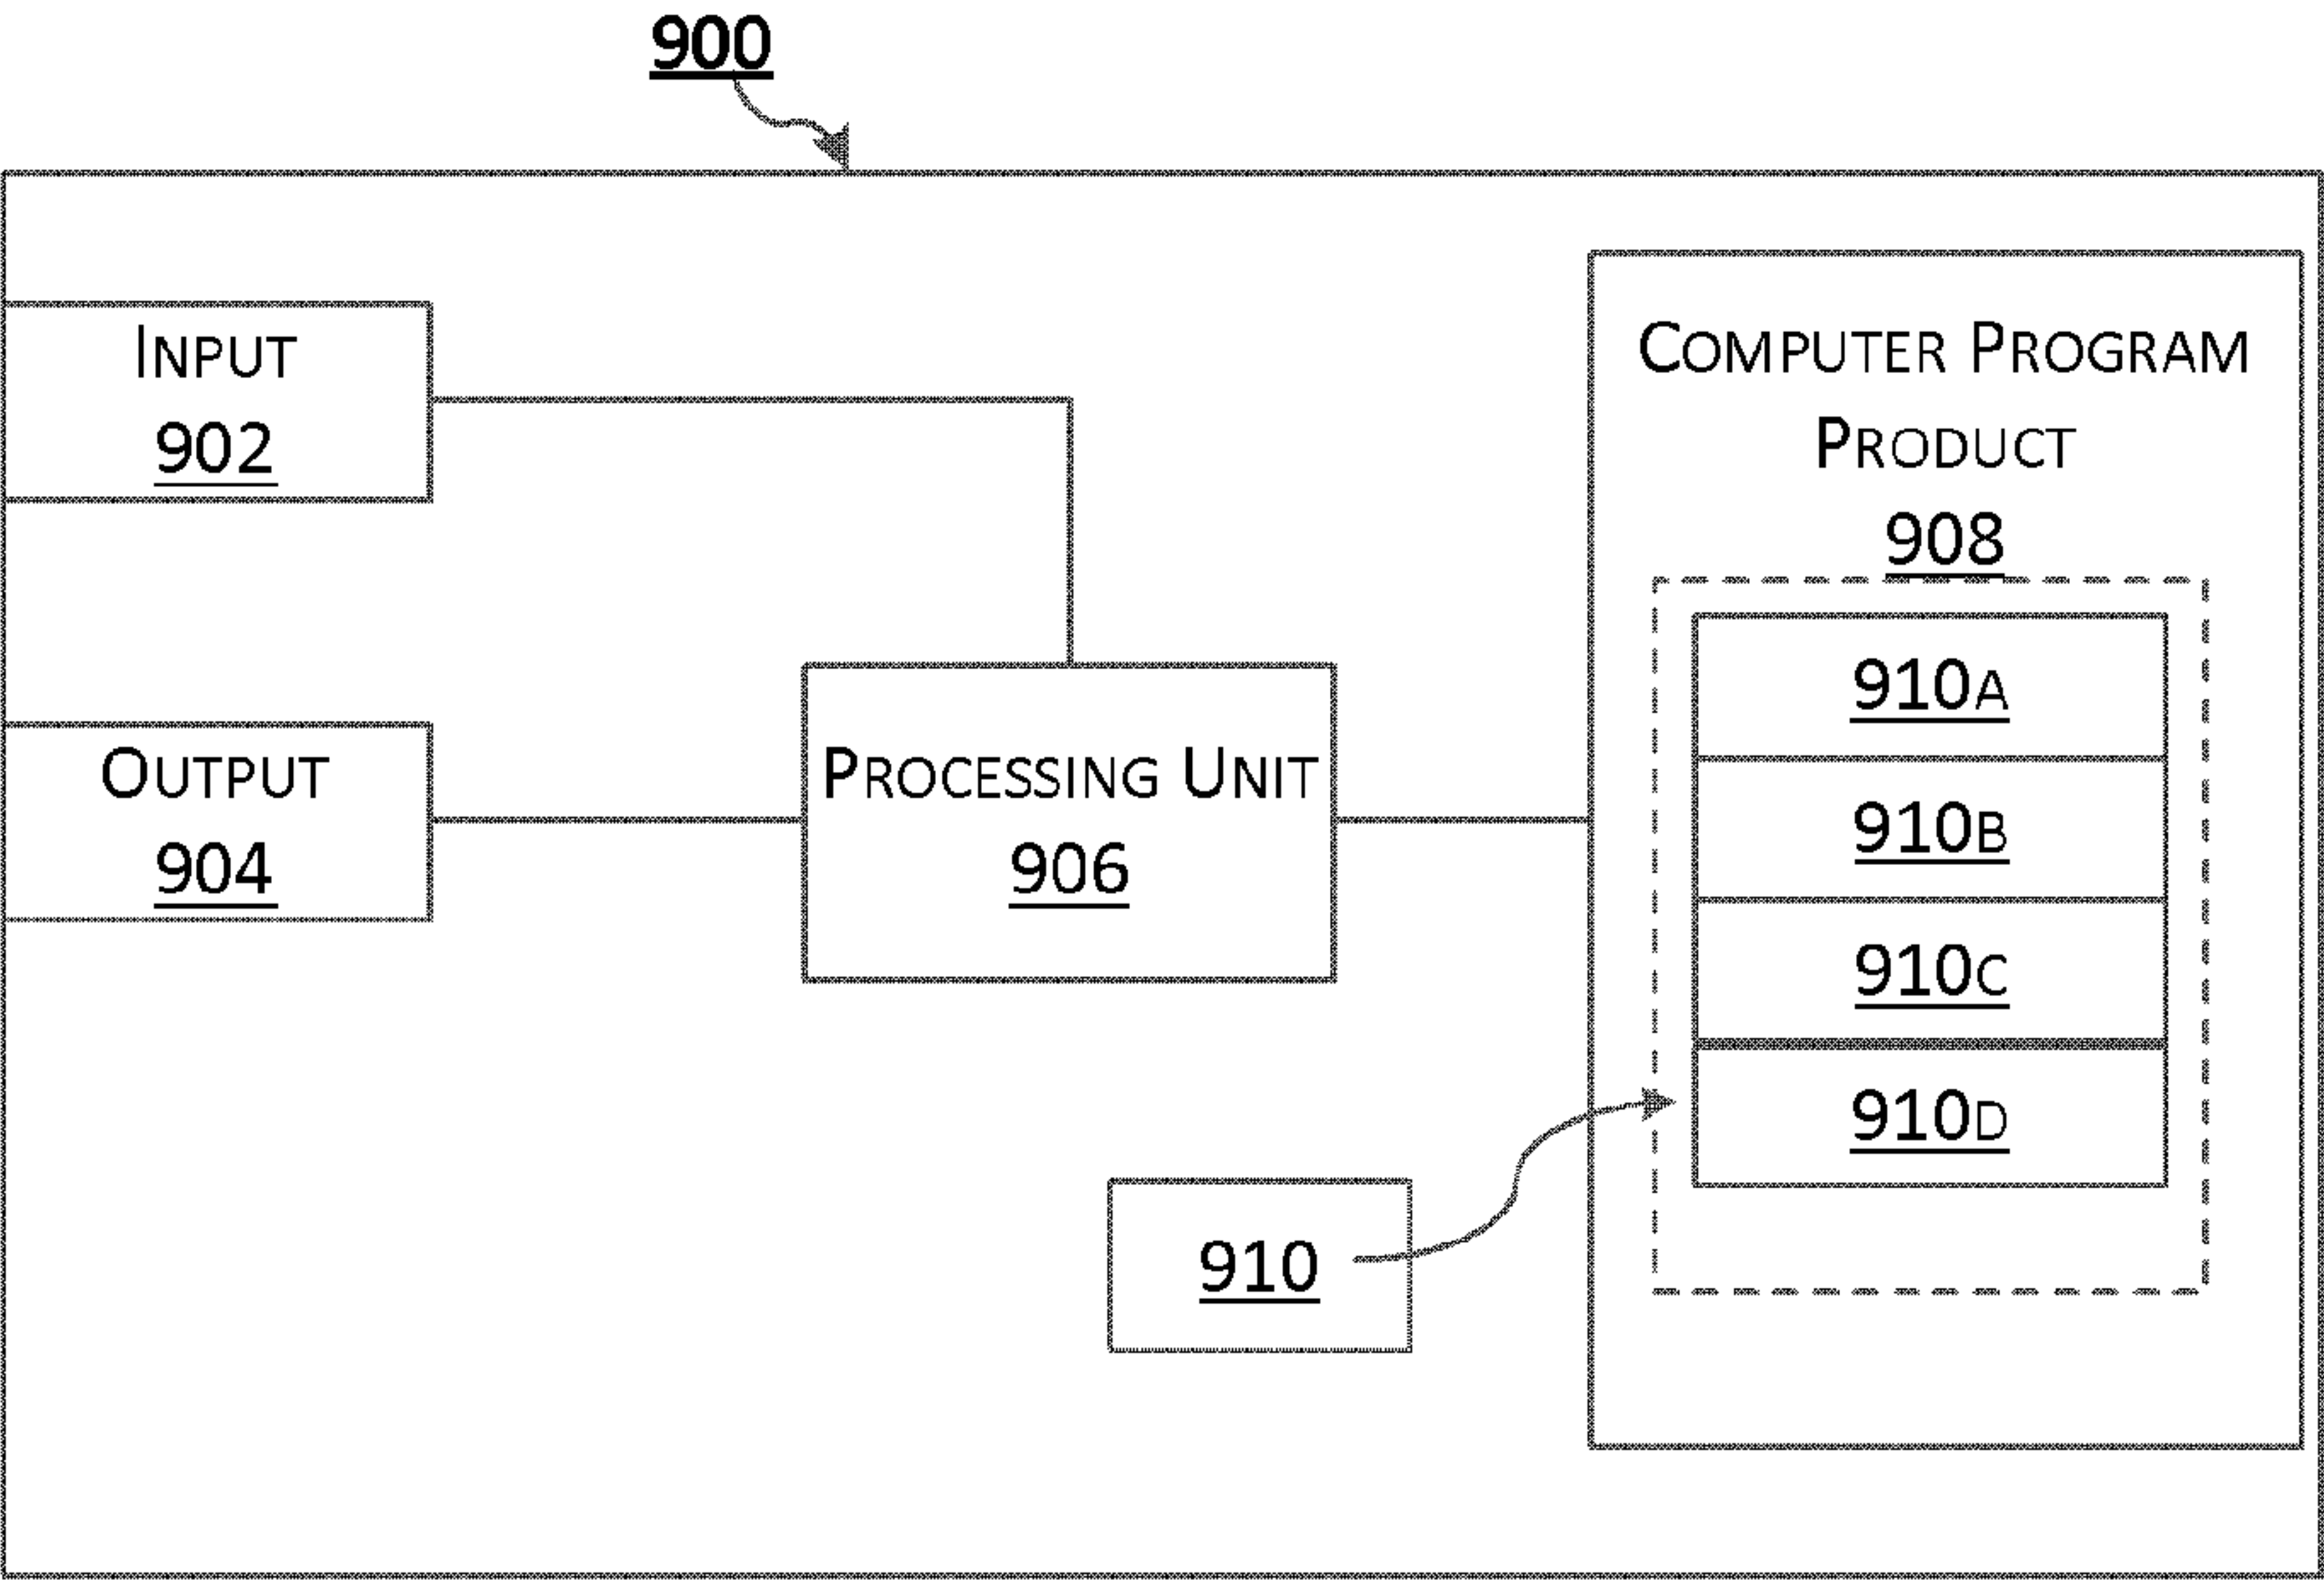 900
INPUT
902
OUTPUT
904
PROCESSING UNIT
906
COMPUTER PROGRAM
PRODUCT
908
910A
910B
910C
910D
910